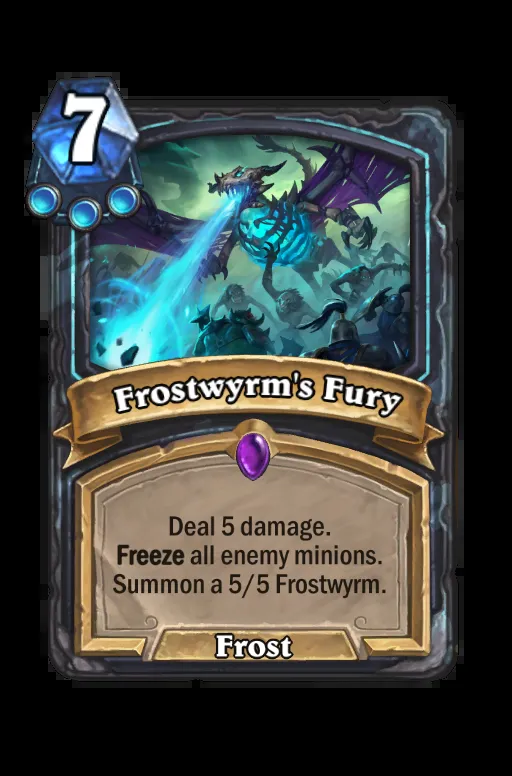 7
Frostwyrm's Fury
Deal 5 damage.
Freeze all enemy minions.
Summon a 5/5 Frostwyrm.
Frost